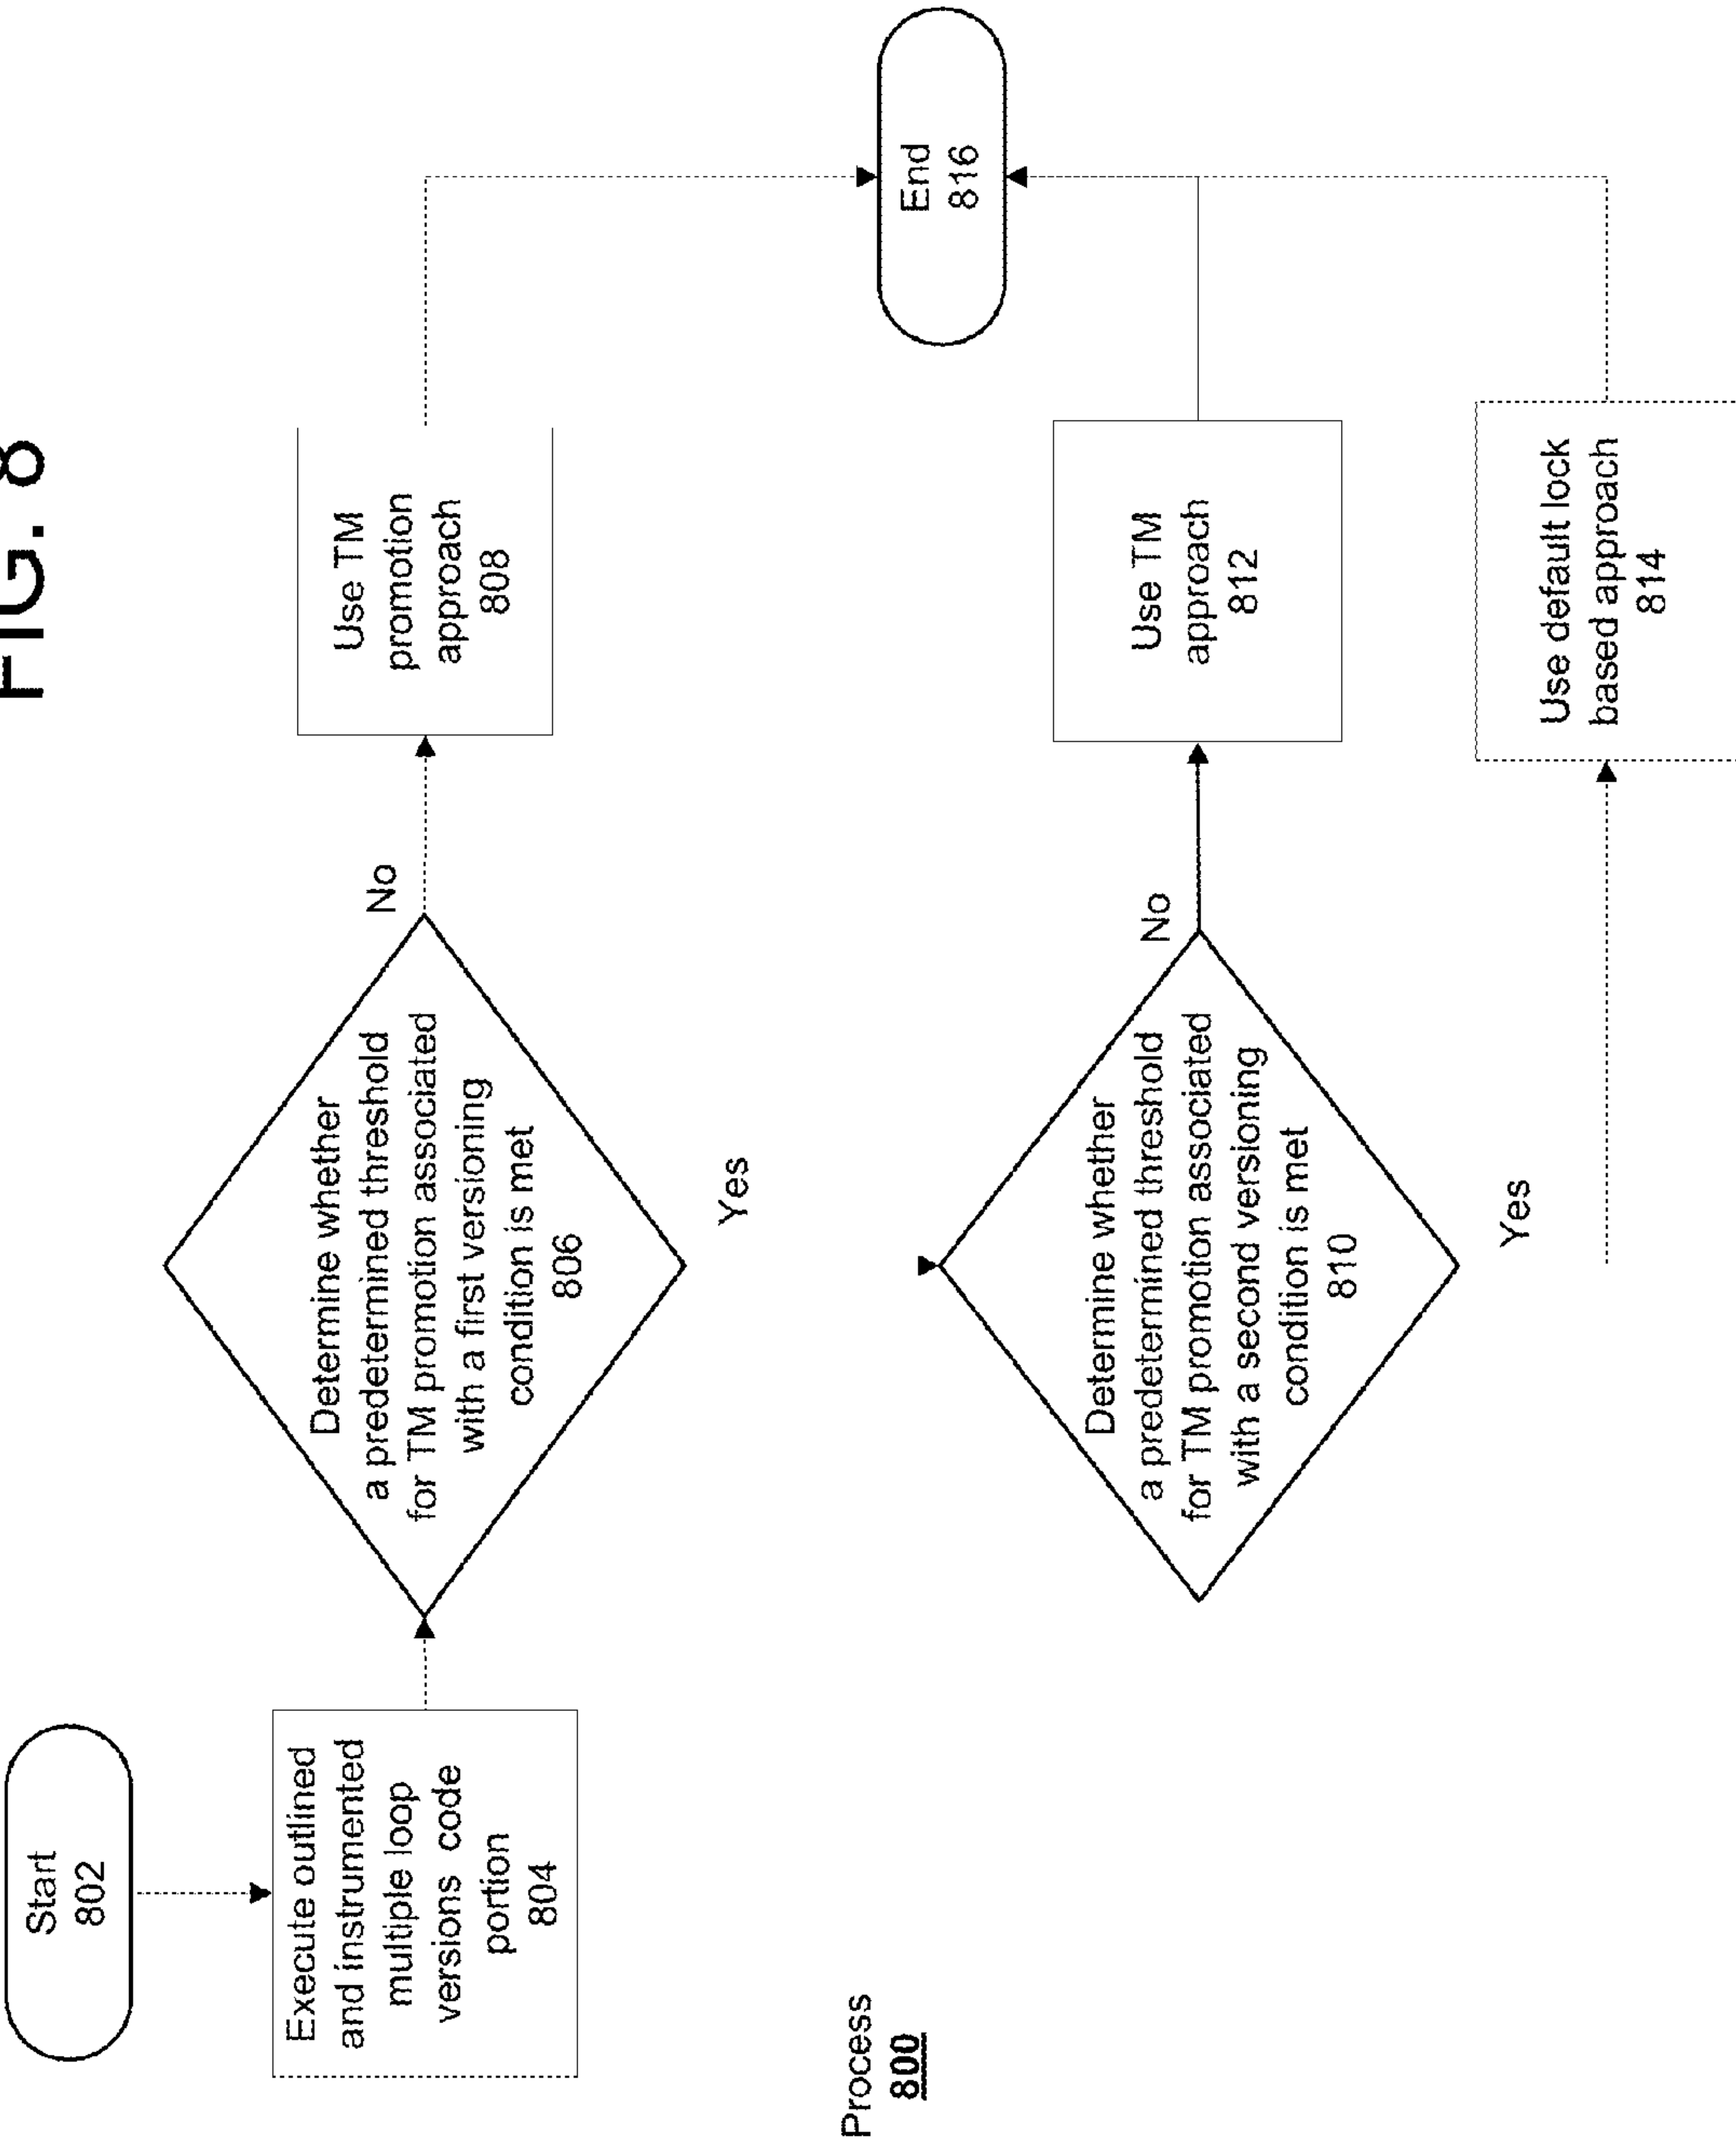 FIG. 8
Start
802
Execute outlined
and instrumented
multiple loop
versions code
portion
804
Determine whether
a predetermined threshold
for TM promotion associated
with a first versioning
condition is met
806
No
Use TM
promotion
approach
808
Yes
Process
800
Determine whether
a predetermined threshold
for TM promotion associated
with a second versioning
condition is met
810
No
Use TM
approach
812
End
816
Yes
Use default lock
based approach
814